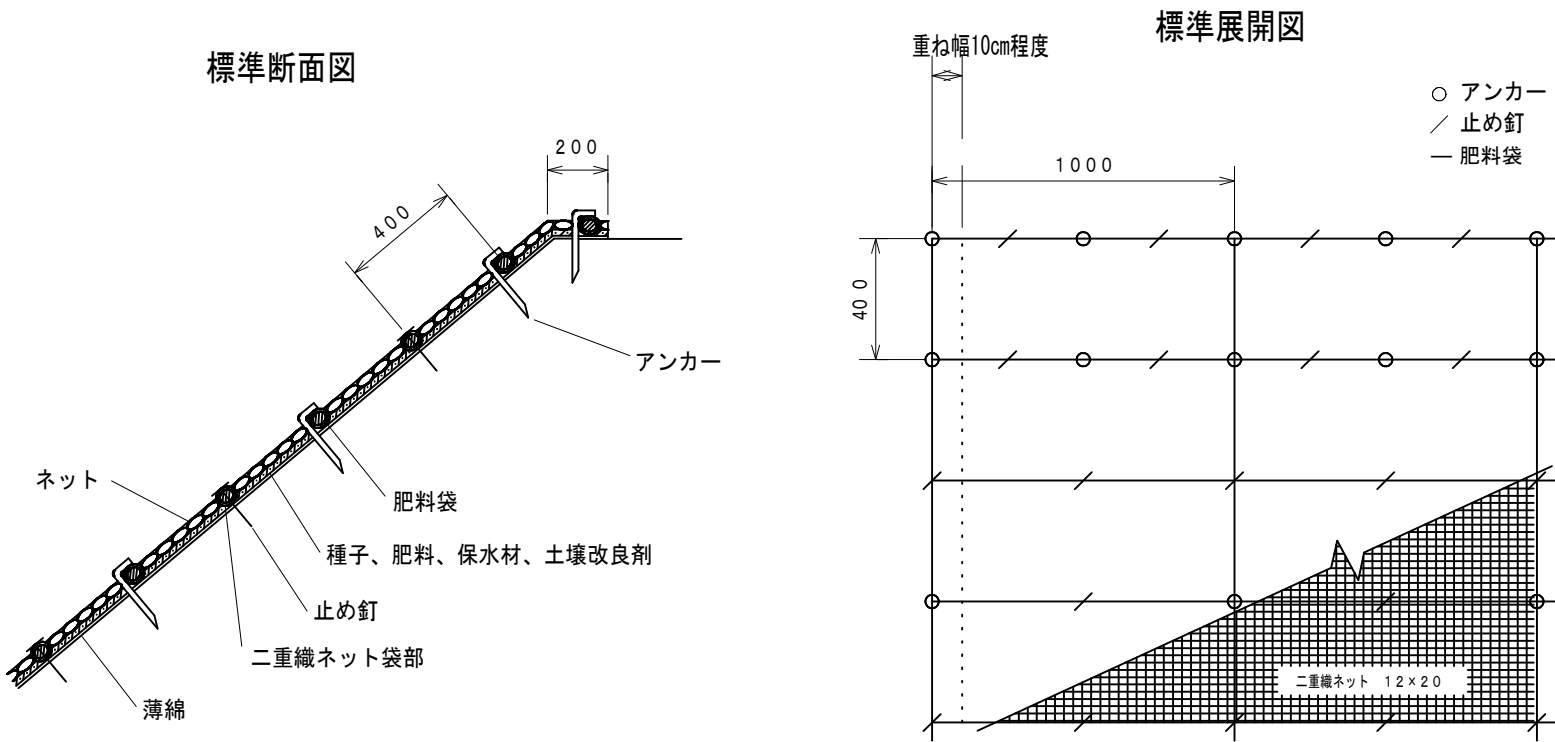 標準断面図
200
400
アンカー
ネット
肥料袋
種子、肥料、保水材、土壌改良剤
止め釘
二重織ネット袋部
薄綿
標準展開図
重ね幅10cm程度
アンカー
止め釘
肥料袋
1000
400
二重織ネット 12×20